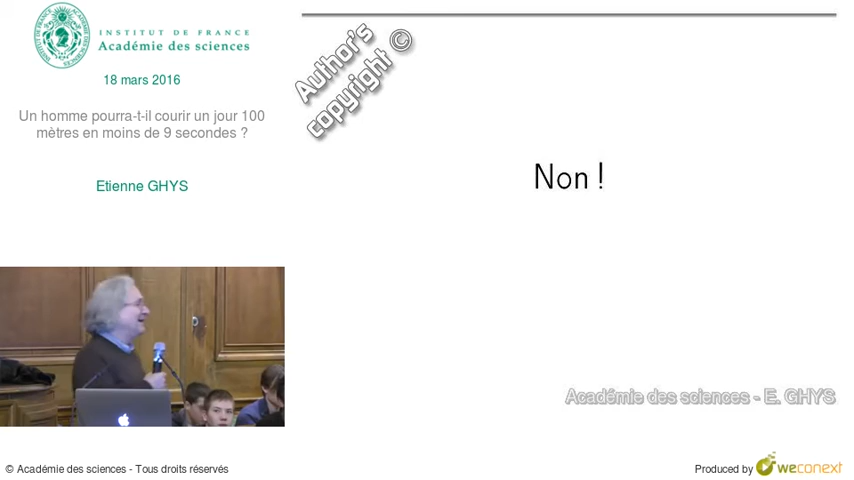 INSTITUT DE FRANCE
Académie des sciences
18 mars 2016
Un homme pourra-t-il courir un jour 100
mètres en moins de 9 secondes ?
Etienne GHYS
Author's
copyright ©
Non !
Académie des sciences - E. GHYS
© Académie des sciences - Tous droits réservés
Produced by weconext